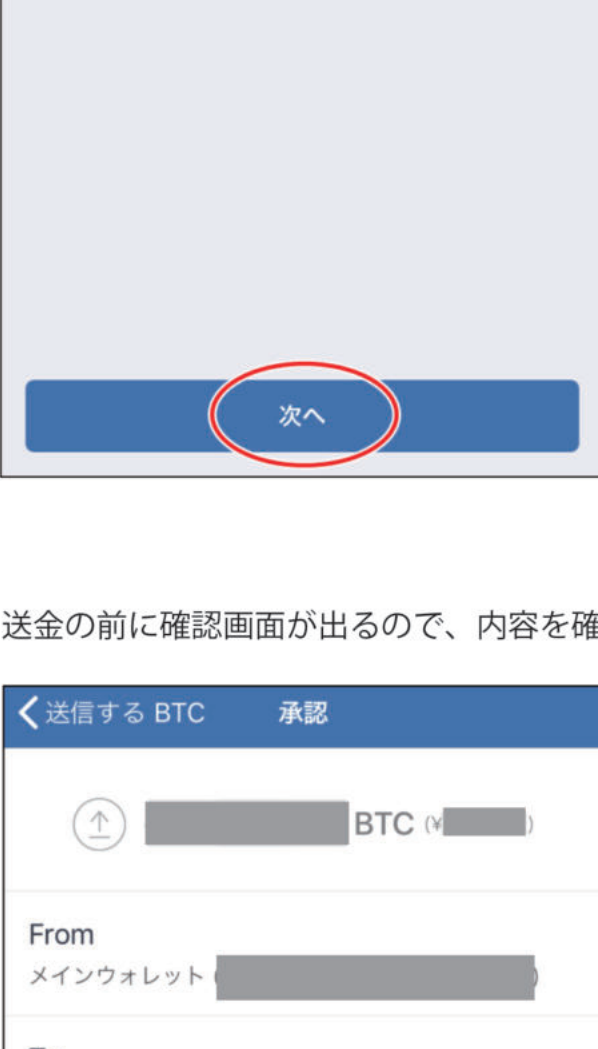 次へ
送金の前に確認画面が出るので、内容を確
送信する BTC 承認
BTC (¥ )
From
メインウォレット ( )